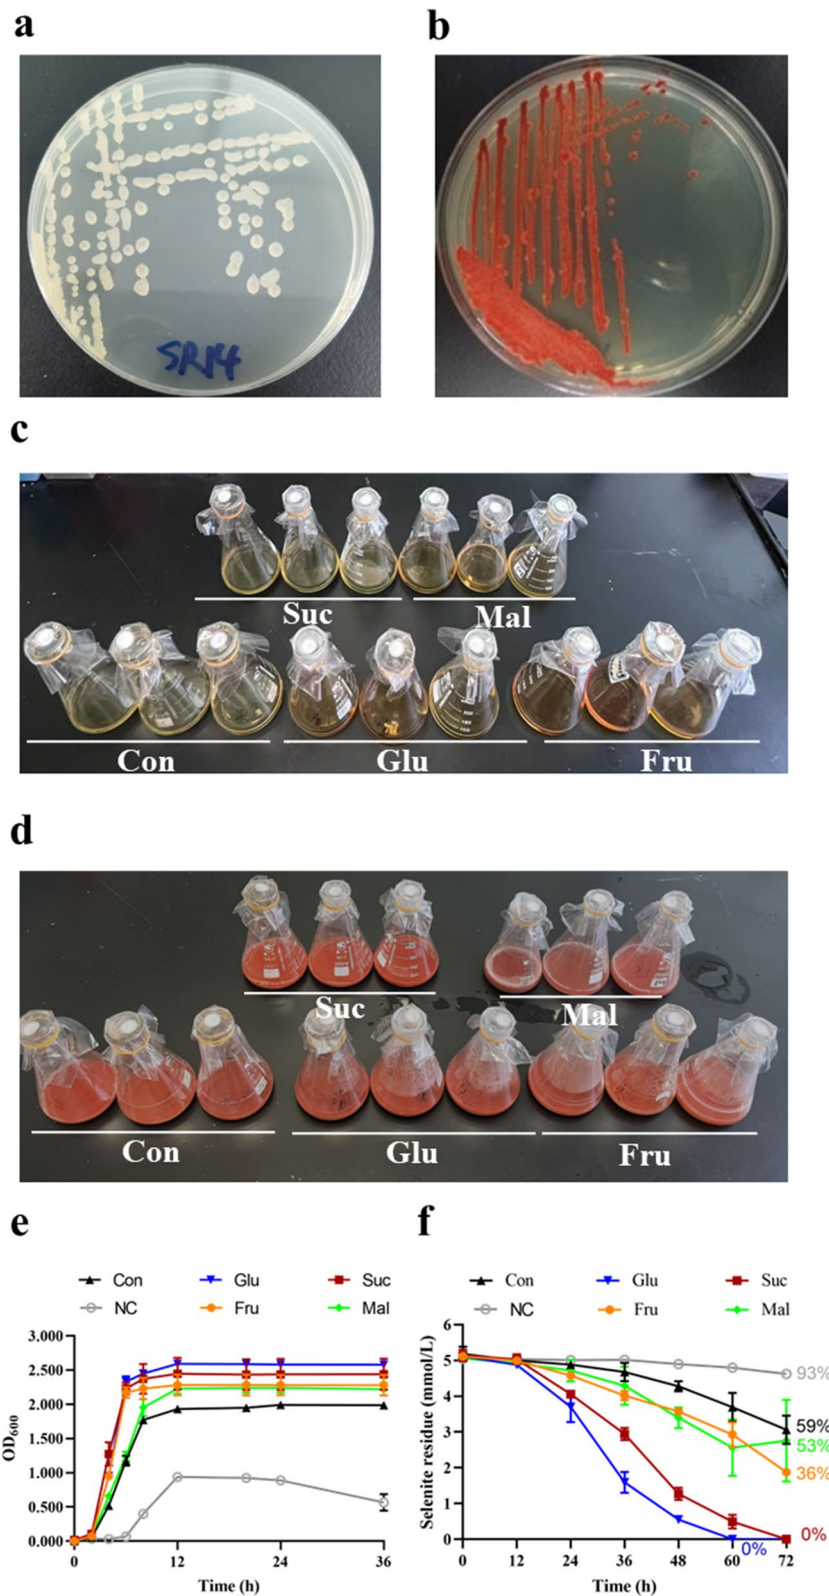 a
b
SR14
c
Suc
Mal
Con
Glu
Fru
d
Suc
Mal
Con
Glu
Fru
e
f
Con
Glu
Suc
NC
Fru
Mal
3.000
2.500
2.000
1.500
1.000
0.500
0.000
OD600
0
12
24
36
Time (h)
Con
Glu
Suc
NC
Fru
Mal
6
5
4
3
2
1
0
Selenite residue (mmol/L)
93%
59%
53%
36%
0%
0%
0
12
24
36
48
60
72
Time (h)